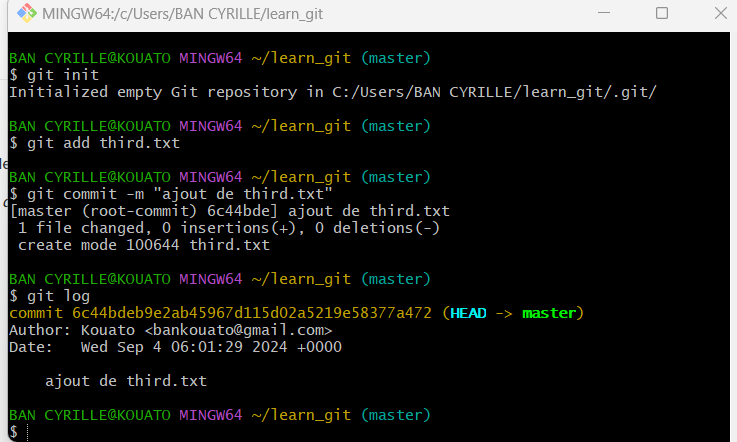 MINGW64:/c/Users/BAN CYRILLE/learn_git
BAN CYRILLE@KOUATO MINGW64 ~/learn_git (master)
$ git init
Initialized empty Git repository in C:/Users/BAN CYRILLE/learn_git/.git/
BAN CYRILLE@KOUATO MINGW64 ~/learn_git (master)
$ git add third.txt
BAN CYRILLE@KOUATO MINGW64 ~/learn_git (master)
$ git commit -m "ajout de third.txt"
[master (root-commit) 6c44bde] ajout de third.txt
1 file changed, 0 insertions(+), 0 deletions(-)
create mode 100644 third.txt
BAN CYRILLE@KOUATO MINGW64 ~/learn_git (master)
$ git log
commit 6c44bdeb9e2ab45967d115d02a5219e58377a472 (HEAD -> master)
Author: Kouato <bankouato@gmail.com>
Date:   Wed Sep 4 06:01:29 2024 +0000
ajout de third.txt
BAN CYRILLE@KOUATO MINGW64 ~/learn_git (master)
$